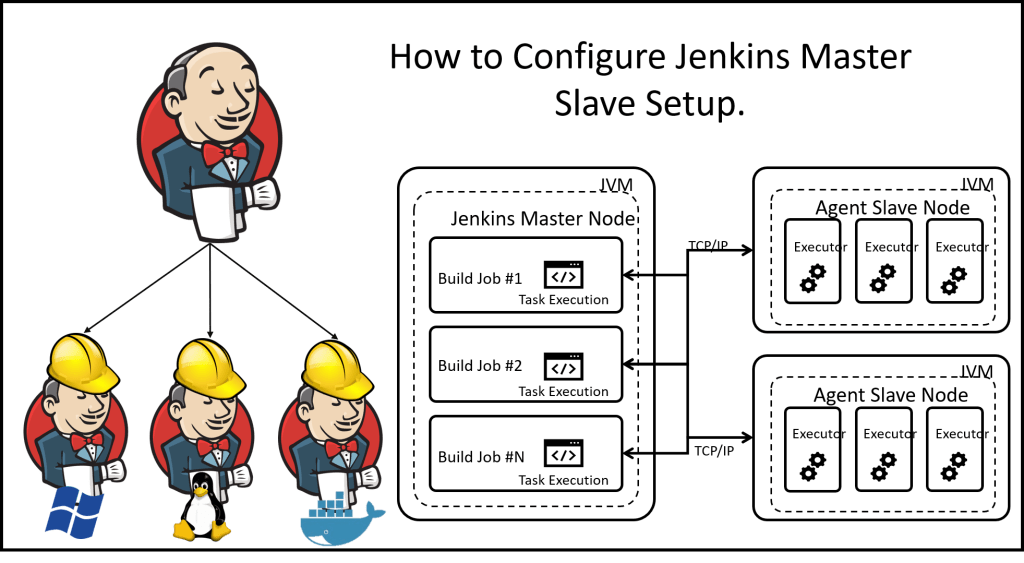 How to Configure Jenkins Master
Slave Setup.
JVM
Jenkins Master Node
Build Job #1
</>
Task Execution
Build Job #2
</>
Task Execution
Build Job #N
</>
Task Execution
TCP/IP
TCP/IP
JVM
Agent Slave Node
Executor Executor Executor
JVM
Agent Slave Node
Executor Executor Executor